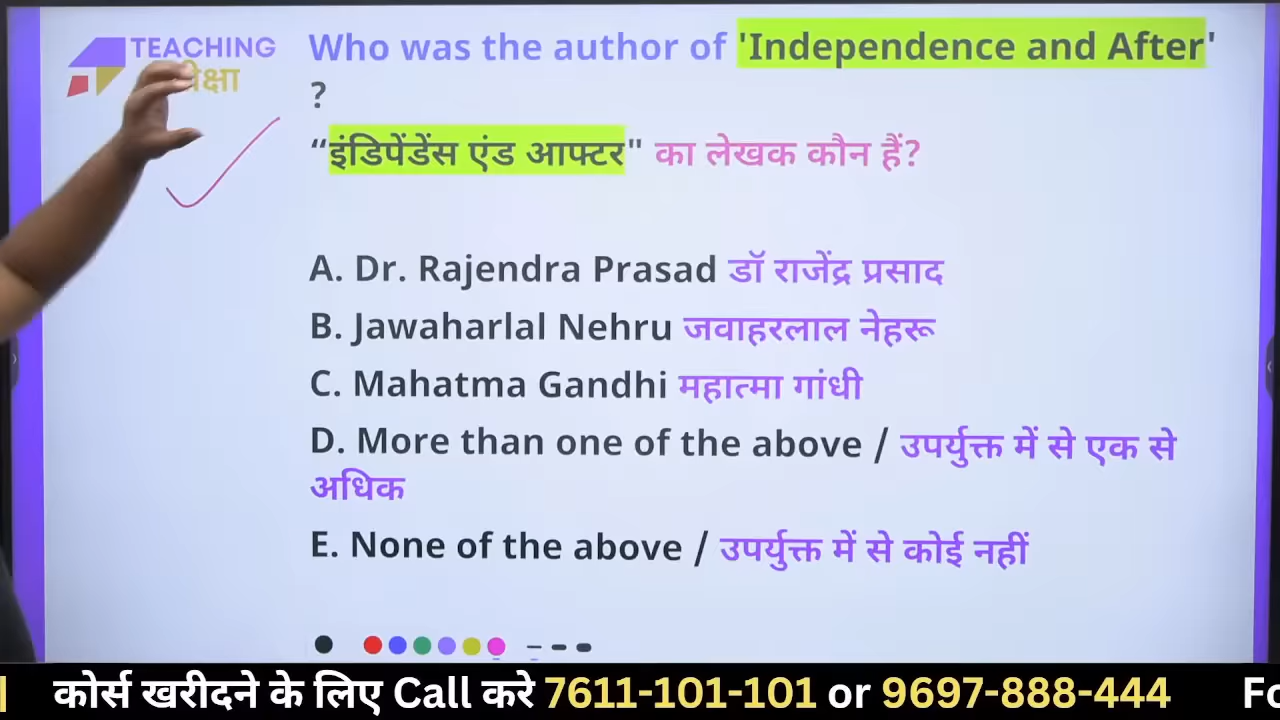 TEACHING
Who was the author of 'Independence and After'
?
“इंडिपेंडेंस एंड आफ्टर" का लेखक कौन हैं?
A. Dr. Rajendra Prasad डॉ राजेंद्र प्रसाद
B. Jawaharlal Nehru जवाहरलाल नेहरू
C. Mahatma Gandhi महात्मा गांधी
D. More than one of the above / उपर्युक्त में से एक से
अधिक
E. None of the above / उपर्युक्त में से कोई नहीं
कोर्स खरीदने के लिए Call करे 7611-101-101 or 9697-888-444 Fo